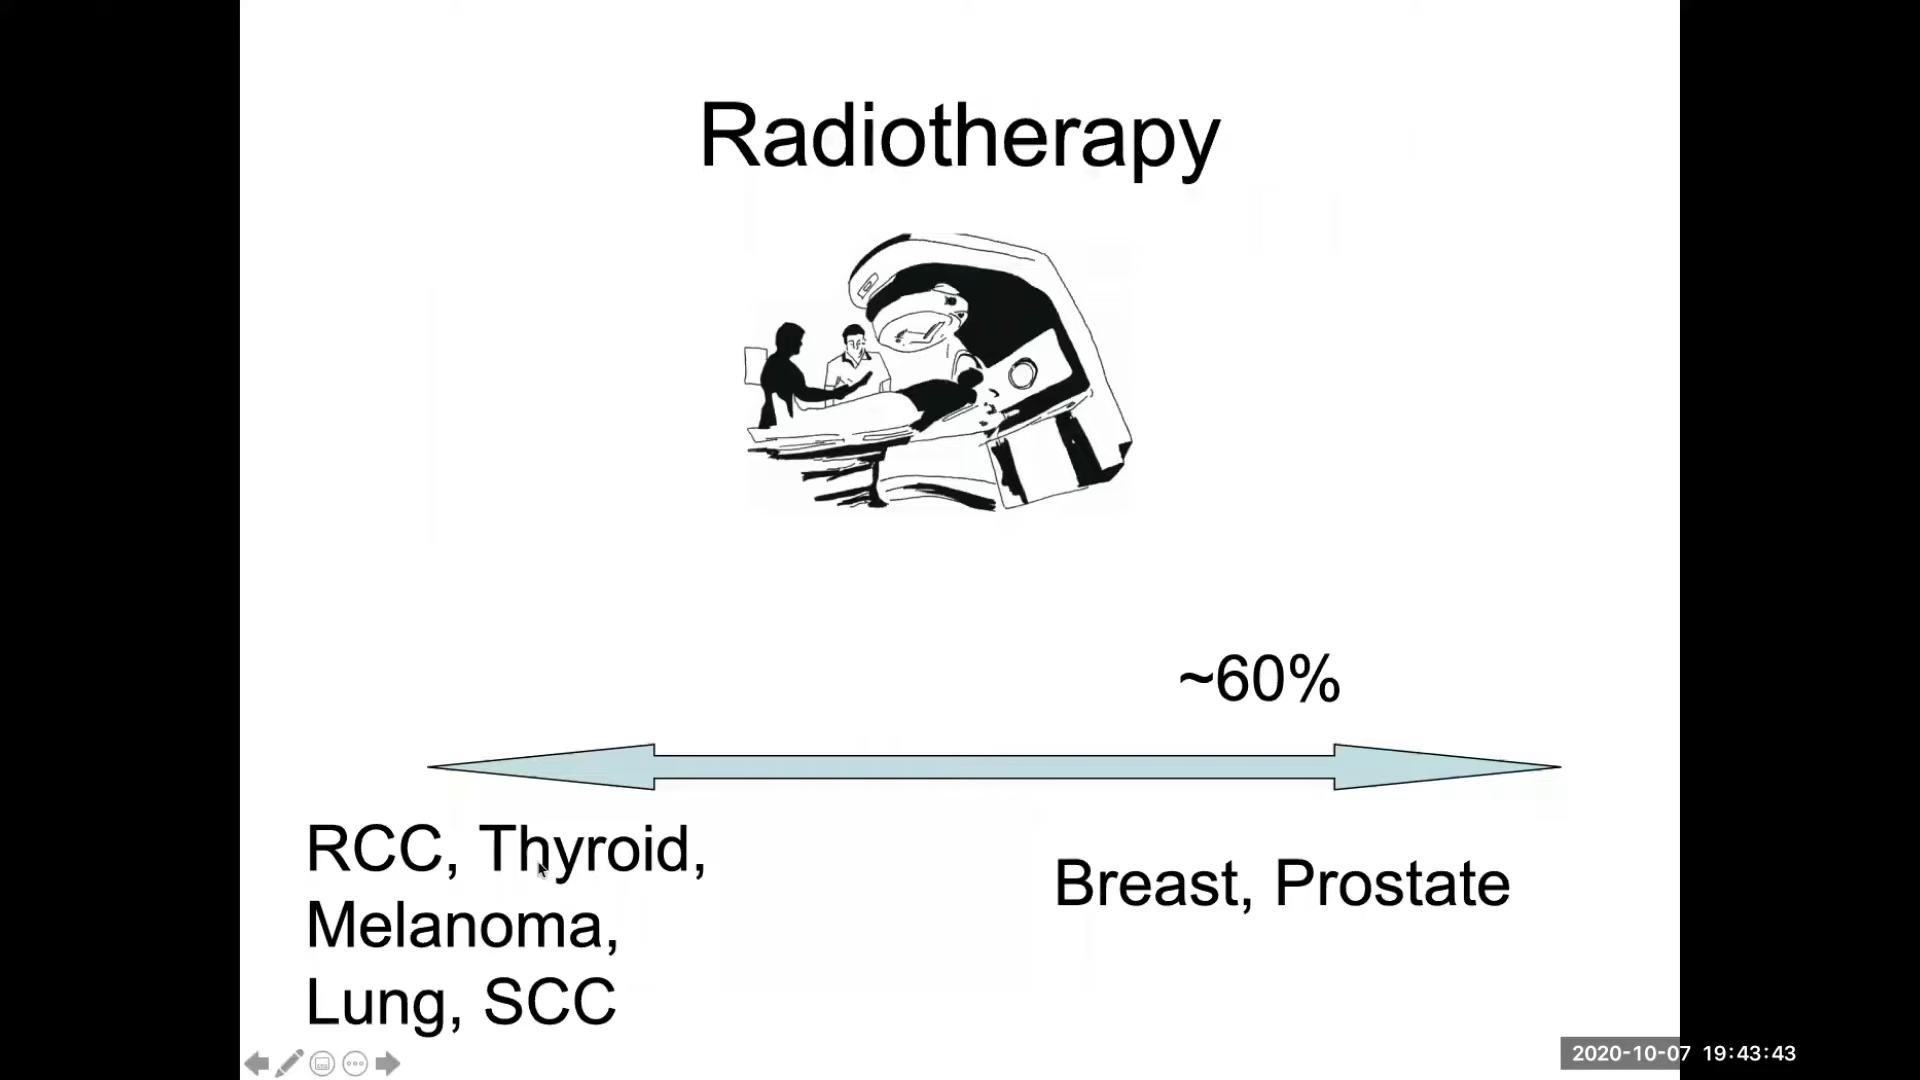 Radiotherapy
~60%
RCC, Thyroid,
Melanoma,
Lung, SCC
Breast, Prostate
2020-10-07 19:43:43